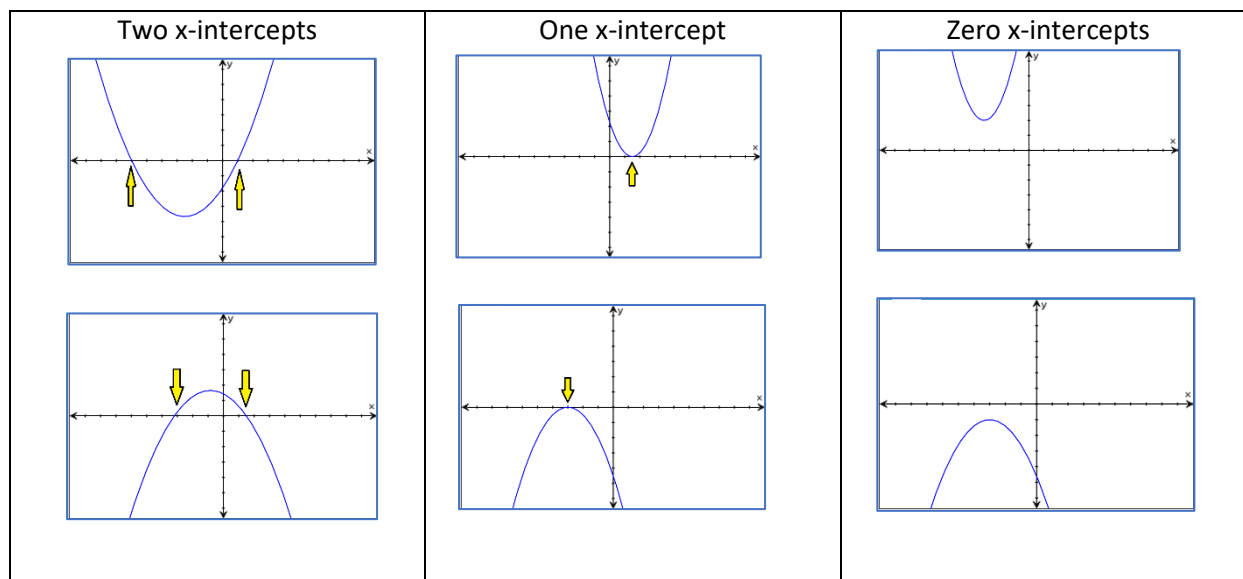 Two x-intercepts
One x-intercept
Zero x-intercepts
y
x
y
x
y
x
y
x
y
x
y
x